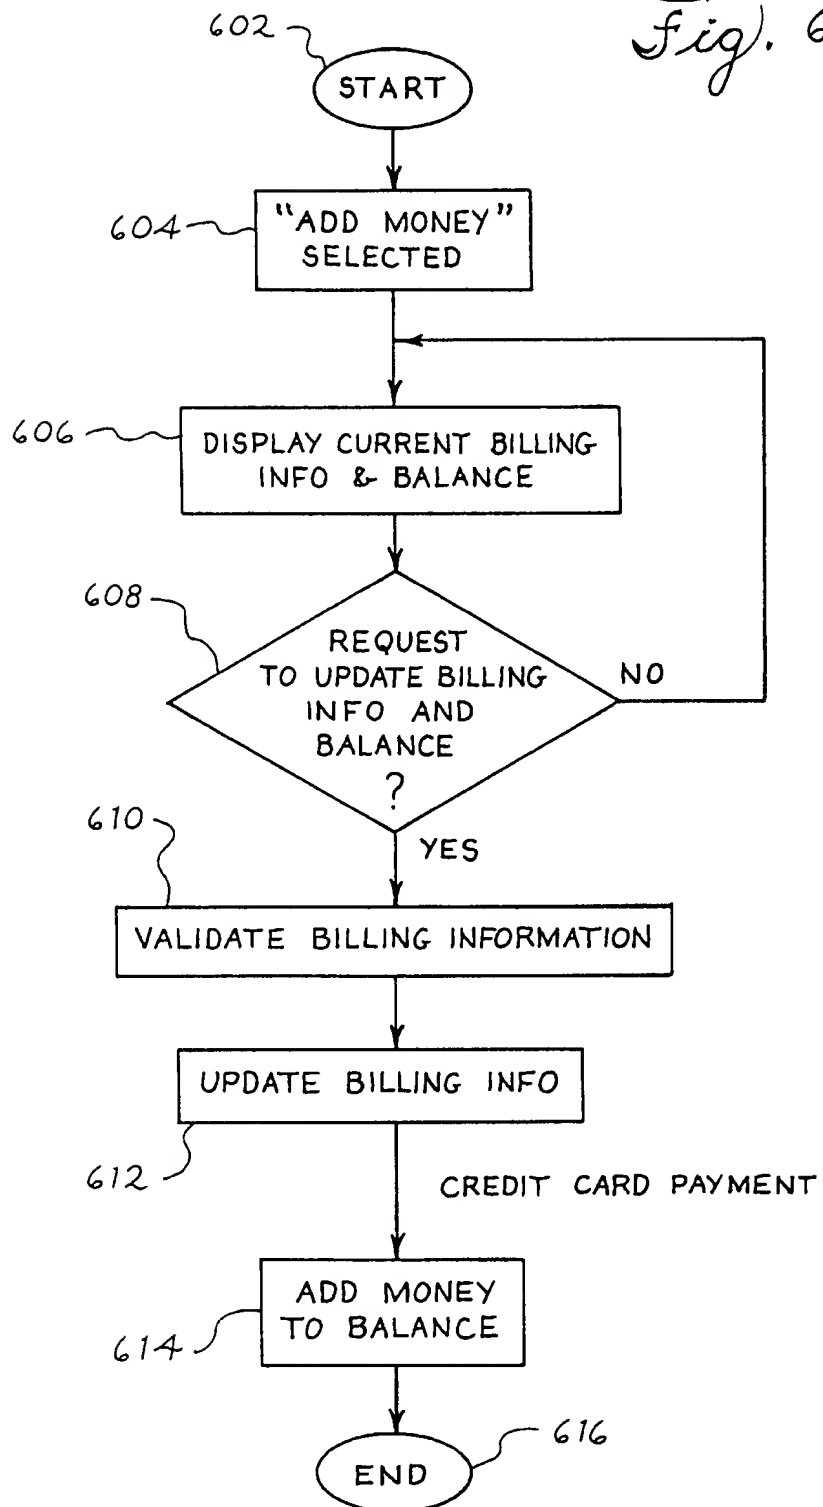 Fig. 6
602
START
604
"ADD MONEY"
SELECTED
606
DISPLAY CURRENT BILLING
INFO & BALANCE
608
REQUEST
TO UPDATE BILLING
INFO AND
BALANCE
?
NO
YES
610
VALIDATE BILLING INFORMATION
UPDATE BILLING INFO
612
CREDIT CARD PAYMENT
ADD MONEY
TO BALANCE
614
616
END